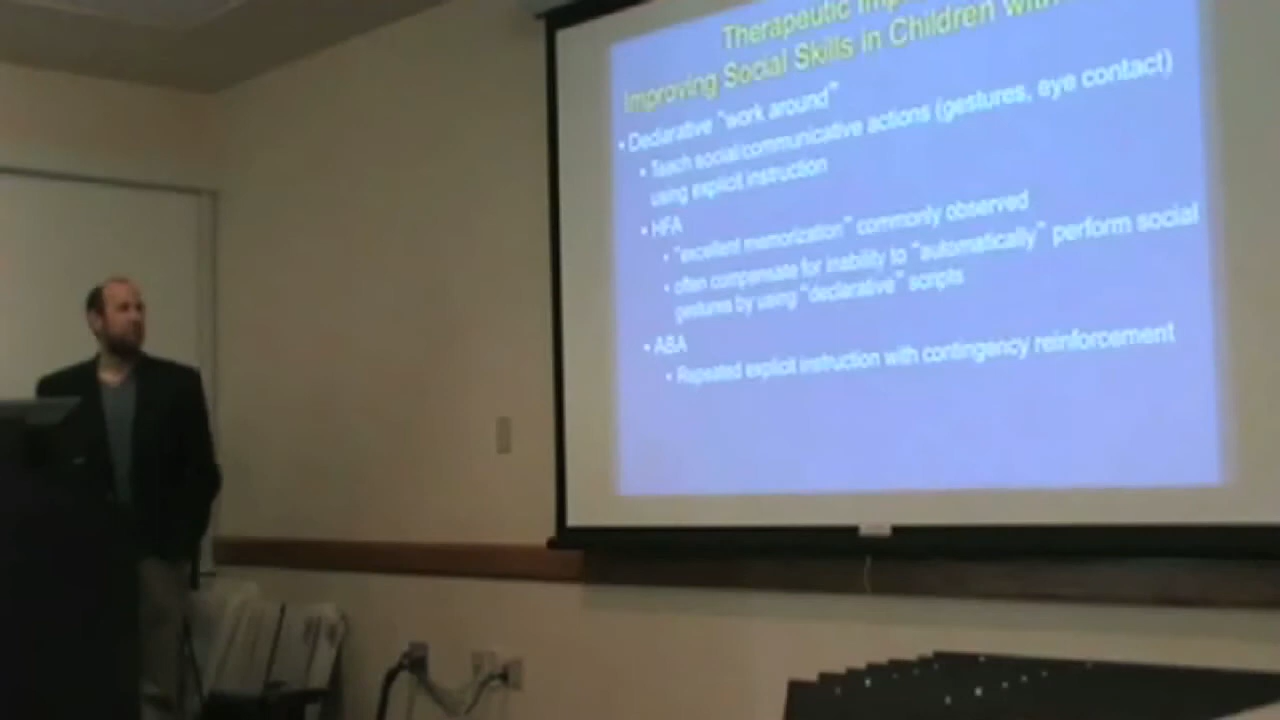 Therapeutic
Improving Social Skills in Children with
• Declarative "work around"
• Teach social/communicative actions (gestures, eye contact)
using explicit instruction
• HFA
• "excellent memorization" commonly observed
• often compensate for inability to "automatically" perform social
gestures by using "declarative" scripts
• ABA
• Repeated explicit instruction with contingency reinforcement